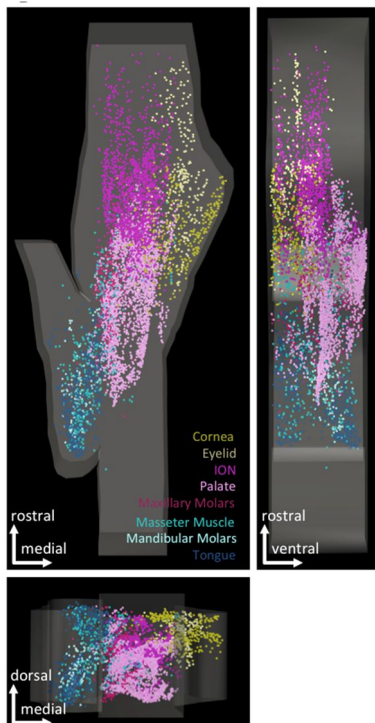 Cornea
Eyelid
ION
Palate
Maxillary Molars
Masseter Muscle
Mandibular Molars
Tongue
rostral
medial
rostral
ventral
dorsal
medial